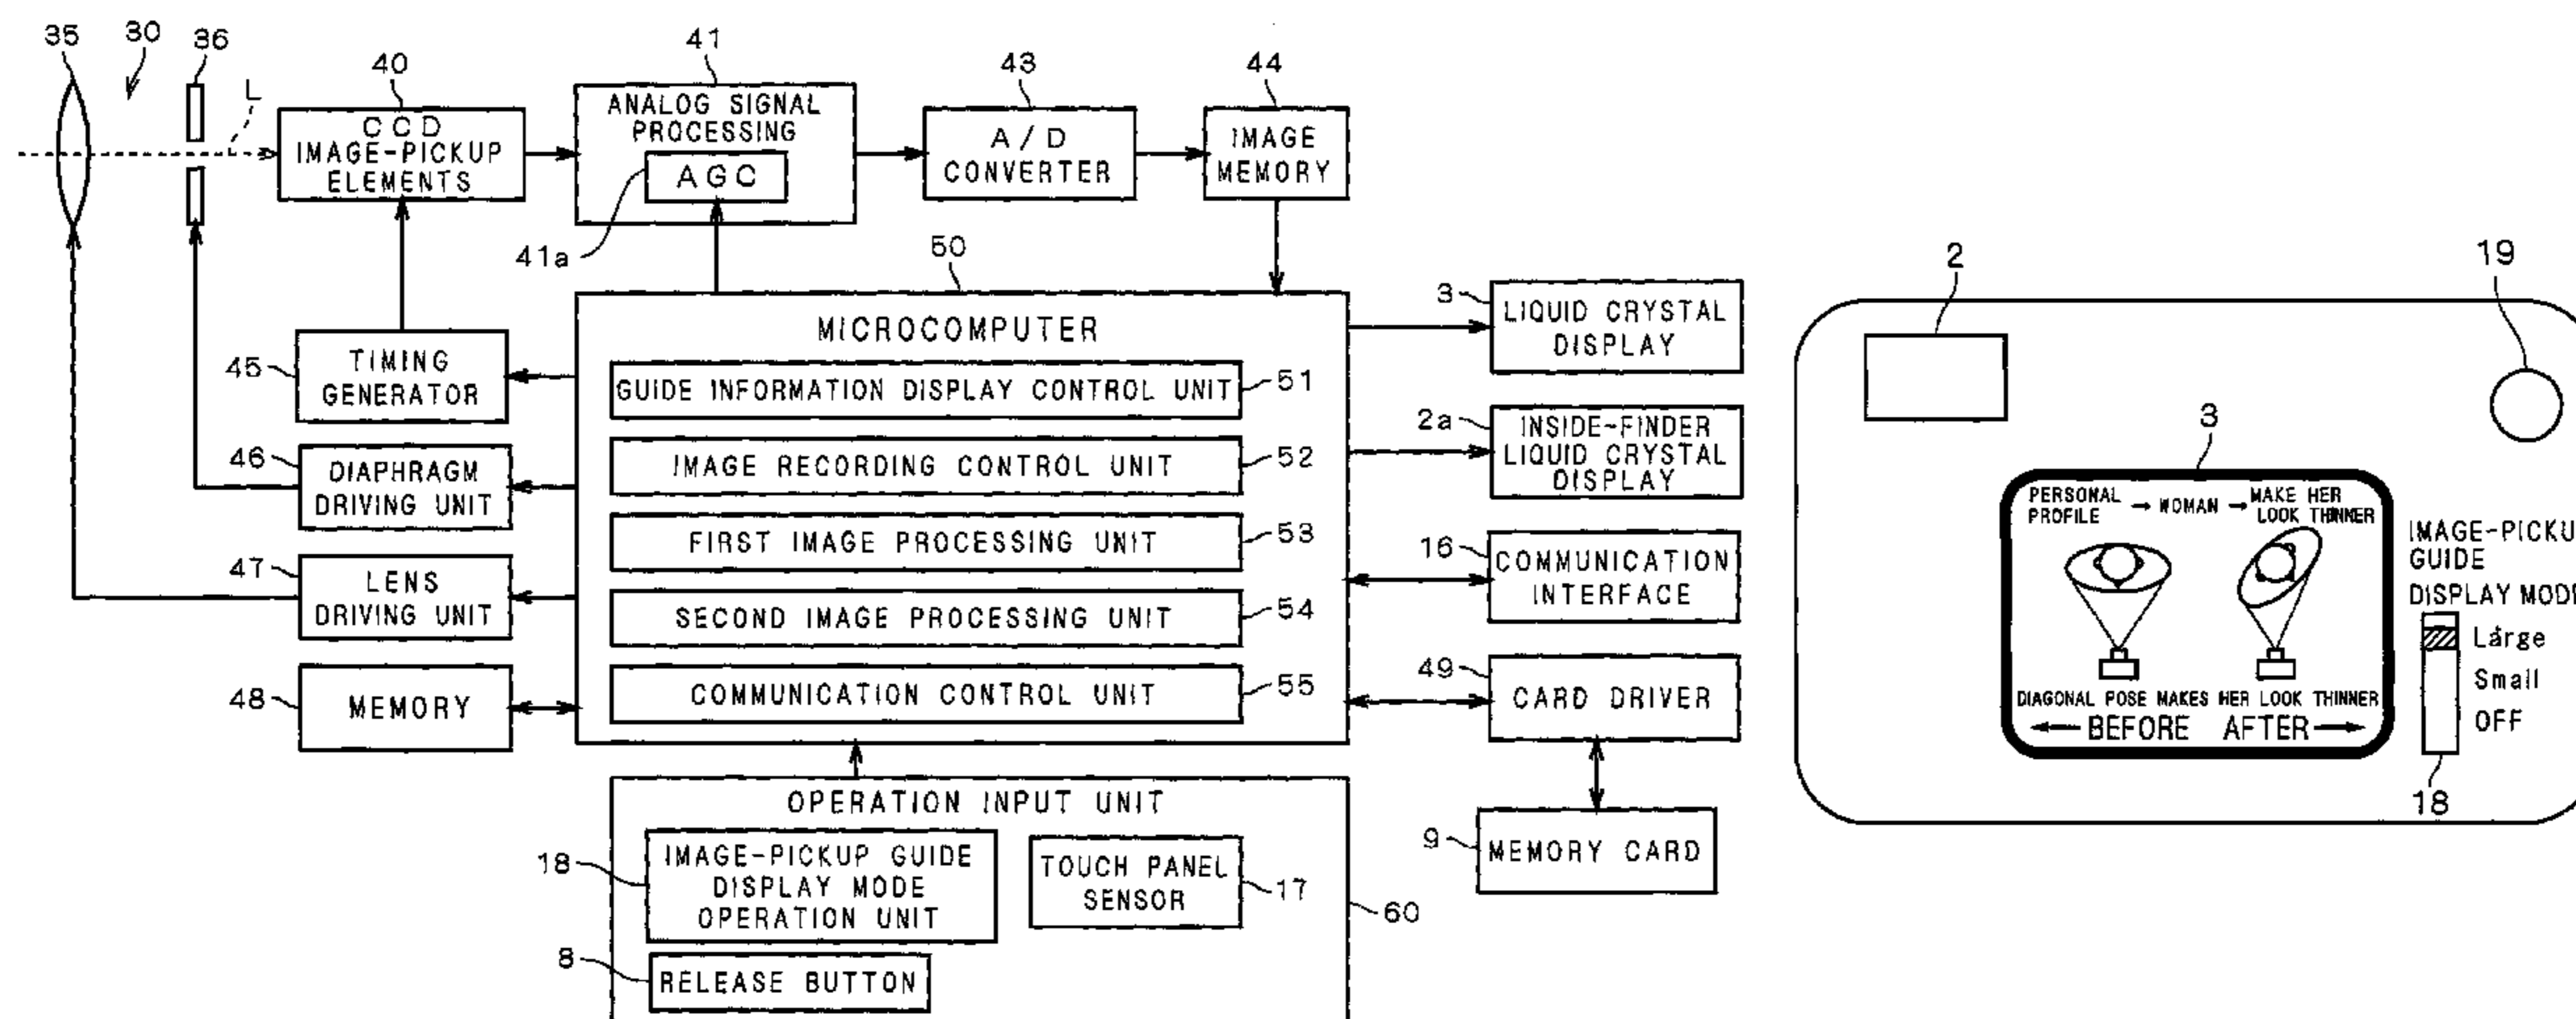 35
30
36
L
40
CCD
IMAGE-PICKUP
ELEMENTS
41
ANALOG SIGNAL
PROCESSING
AGC
41a
43
A/D
CONVERTER
44
IMAGE
MEMORY
45
TIMING
GENERATOR
46
DIAPHRAGM
DRIVING UNIT
47
LENS
DRIVING UNIT
48
MEMORY
50
MICROCOMPUTER
GUIDE INFORMATION DISPLAY CONTROL UNIT
51
IMAGE RECORDING CONTROL UNIT
52
FIRST IMAGE PROCESSING UNIT
53
SECOND IMAGE PROCESSING UNIT
54
COMMUNICATION CONTROL UNIT
55
3
LIQUID CRYSTAL
DISPLAY
2a
INSIDE-FINDER
LIQUID CRYSTAL
DISPLAY
16
COMMUNICATION
INTERFACE
49
CARD DRIVER
9
MEMORY CARD
OPERATION INPUT UNIT
18
IMAGE-PICKUP GUIDE
DISPLAY MODE
OPERATION UNIT
TOUCH PANEL
SENSOR
17
60
8
RELEASE BUTTON
2
19
3
PERSONAL
PROFILE
→ WOMAN →
MAKE HER
LOOK THINNER
DIAGONAL POSE MAKES HER LOOK THINNER
← BEFORE AFTER →
IMAGE-PICKU
GUIDE
DISPLAY MODE
Large
Small
OFF
18